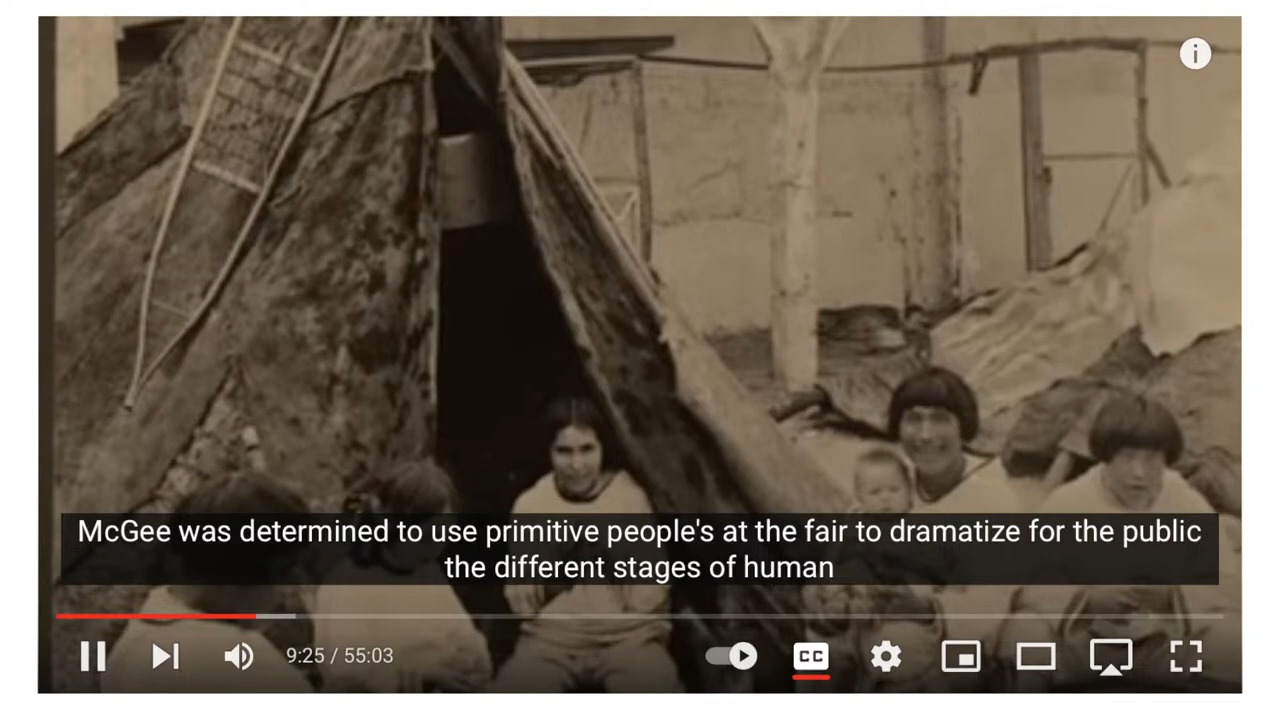 McGee was determined to use primitive people's at the fair to dramatize for the public
the different stages of human
9:25 / 55:03
CC